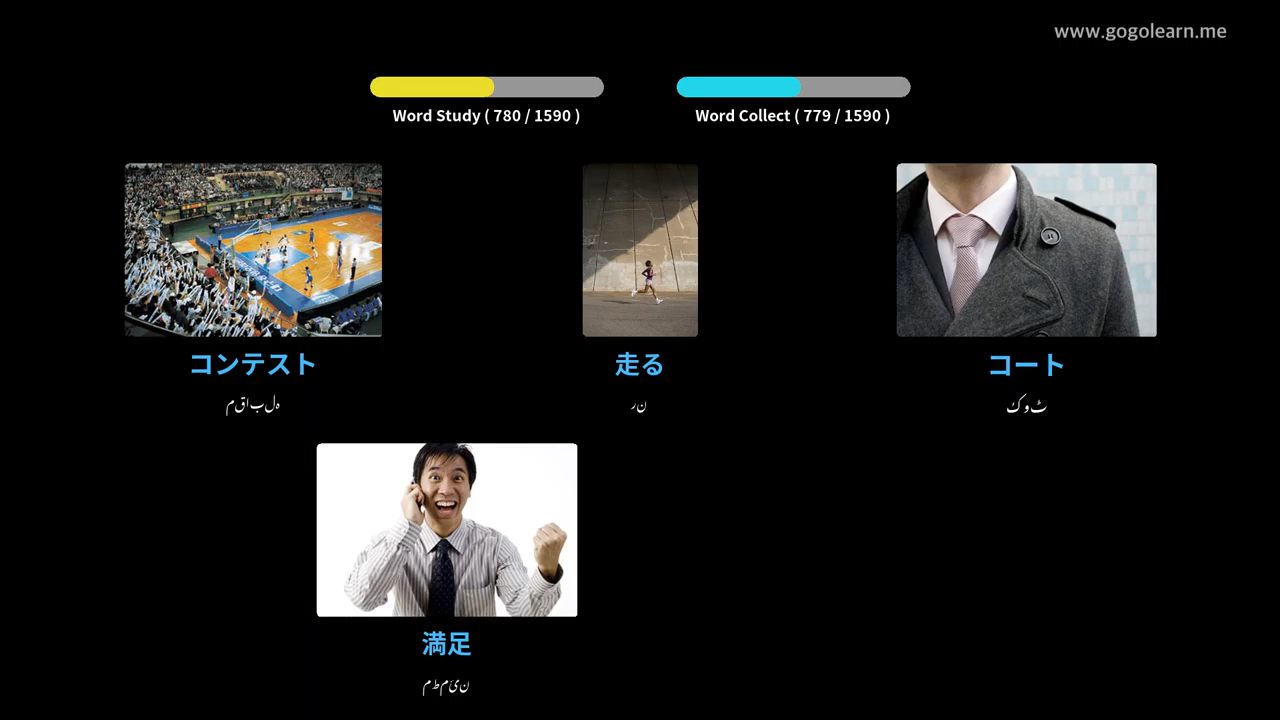 www.gogolearn.me
Word Study ( 780 / 1590 )
Word Collect ( 779 / 1590 )
コンテスト
走る
コート
مقابلہ
رن
کوٹ
満足
مطمئن